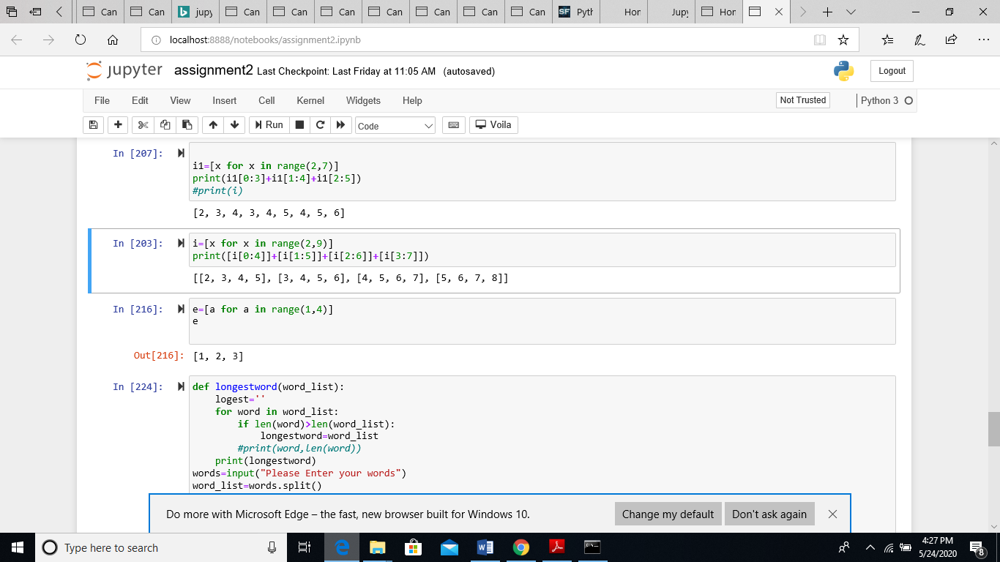 Can
Can
jupy
Can
Can
Can
Can
Can
Can
Can
SF Pyth
Hor
Jupy
Hor
localhost:8888/notebooks/assignment2.ipynb
jupyter assignment2 Last Checkpoint: Last Friday at 11:05 AM (autosaved)
Logout
File Edit View Insert Cell Kernel Widgets Help
Not Trusted
Python 3
Run
Code
Voila
In [207]:
i1=[x for x in range(2,7)]
print(i1[0:3]+i1[1:4]+i1[2:5])
#print(i)
[2, 3, 4, 3, 4, 5, 4, 5, 6]
In [203]:
i=[x for x in range(2,9)]
print([i[0:4]]+[i[1:5]]+[i[2:6]]+[i[3:7]])
[[2, 3, 4, 5], [3, 4, 5, 6], [4, 5, 6, 7], [5, 6, 7, 8]]
In [216]:
e=[a for a in range(1,4)]
e
Out[216]: [1, 2, 3]
In [224]:
def longestword(word_list):
    logest=''
    for word in word_list:
        if len(word)>len(word_list):
            longestword=word_list
        #print(word,len(word))
    print(longestword)
words=input("Please Enter your words")
word_list=words.split()
Do more with Microsoft Edge – the fast, new browser built for Windows 10.
Change my default
Don't ask again
Type here to search
4:27 PM
5/24/2020
8